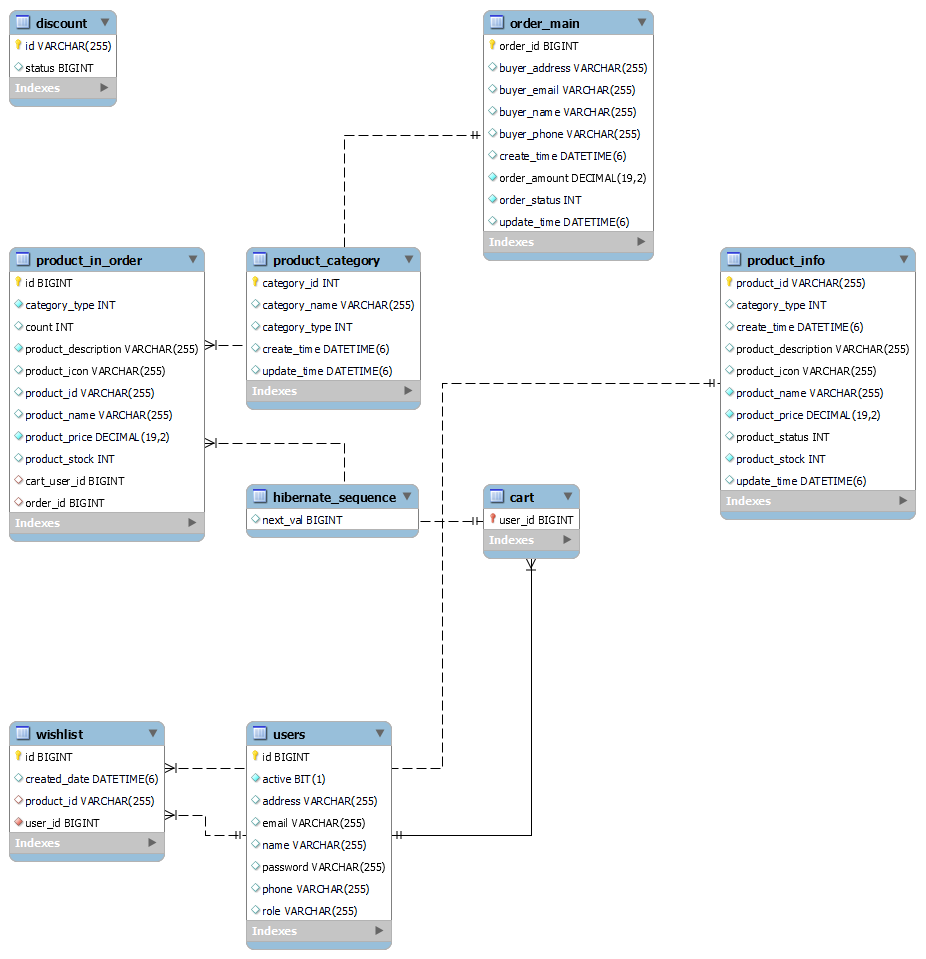 discount
id VARCHAR(255)
status BIGINT
Indexes
order_main
order_id BIGINT
buyer_address VARCHAR(255)
buyer_email VARCHAR(255)
buyer_name VARCHAR(255)
buyer_phone VARCHAR(255)
create_time DATETIME(6)
order_amount DECIMAL(19,2)
order_status INT
update_time DATETIME(6)
Indexes
product_in_order
id BIGINT
category_type INT
count INT
product_description VARCHAR(255)
product_icon VARCHAR(255)
product_id VARCHAR(255)
product_name VARCHAR(255)
product_price DECIMAL(19,2)
product_stock INT
cart_user_id BIGINT
order_id BIGINT
Indexes
product_category
category_id INT
category_name VARCHAR(255)
category_type INT
create_time DATETIME(6)
update_time DATETIME(6)
Indexes
product_info
product_id VARCHAR(255)
category_type INT
create_time DATETIME(6)
product_description VARCHAR(255)
product_icon VARCHAR(255)
product_name VARCHAR(255)
product_price DECIMAL(19,2)
product_status INT
product_stock INT
update_time DATETIME(6)
Indexes
hibernate_sequence
next_val BIGINT
cart
user_id BIGINT
Indexes
wishlist
id BIGINT
created_date DATETIME(6)
product_id VARCHAR(255)
user_id BIGINT
Indexes
users
id BIGINT
active BIT(1)
address VARCHAR(255)
email VARCHAR(255)
name VARCHAR(255)
password VARCHAR(255)
phone VARCHAR(255)
role VARCHAR(255)
Indexes